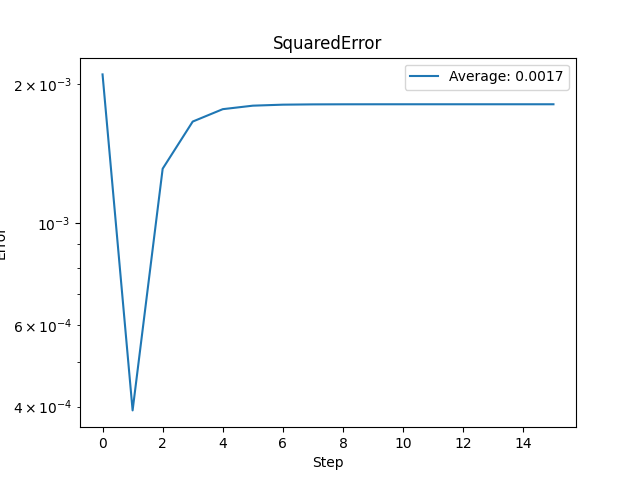 SquaredError
Average: 0.0017
2 × 10⁻³
10⁻³
6 × 10⁻⁴
4 × 10⁻⁴
Error
0 2 4 6 8 10 12 14
Step